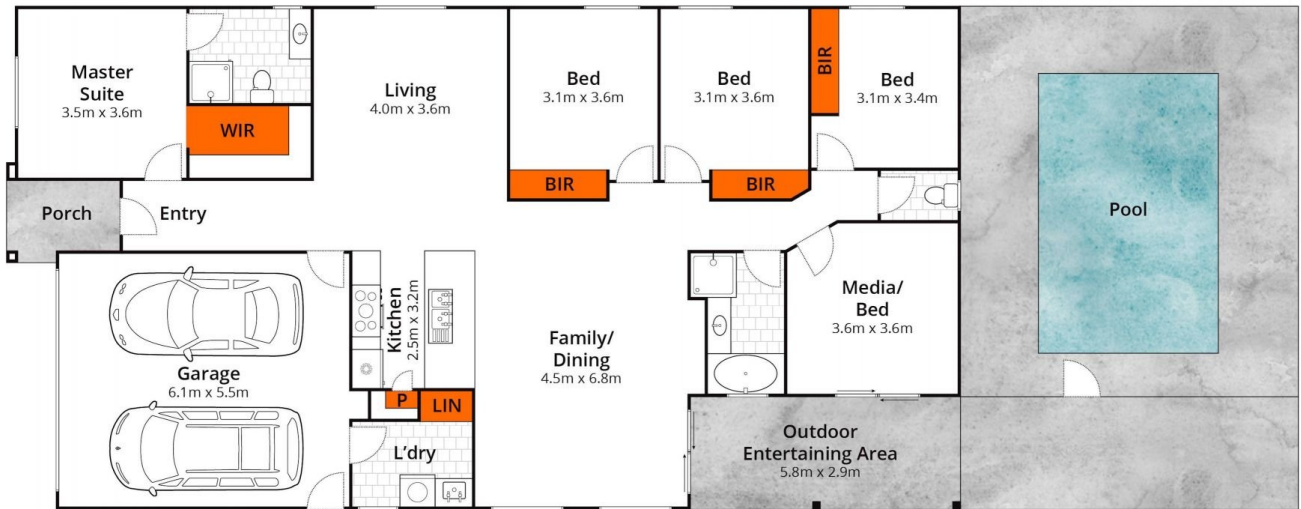 Master
Suite
3.5m x 3.6m
WIR
Living
4.0m x 3.6m
Bed
3.1m x 3.6m
BIR
Bed
3.1m x 3.6m
BIR
BIR
Bed
3.1m x 3.4m
Pool
Porch
Entry
Garage
6.1m x 5.5m
Kitchen
2.5m x 3.2m
P
LIN
L'dry
Family/
Dining
4.5m x 6.8m
Media/
Bed
3.6m x 3.6m
Outdoor
Entertaining Area
5.8m x 2.9m